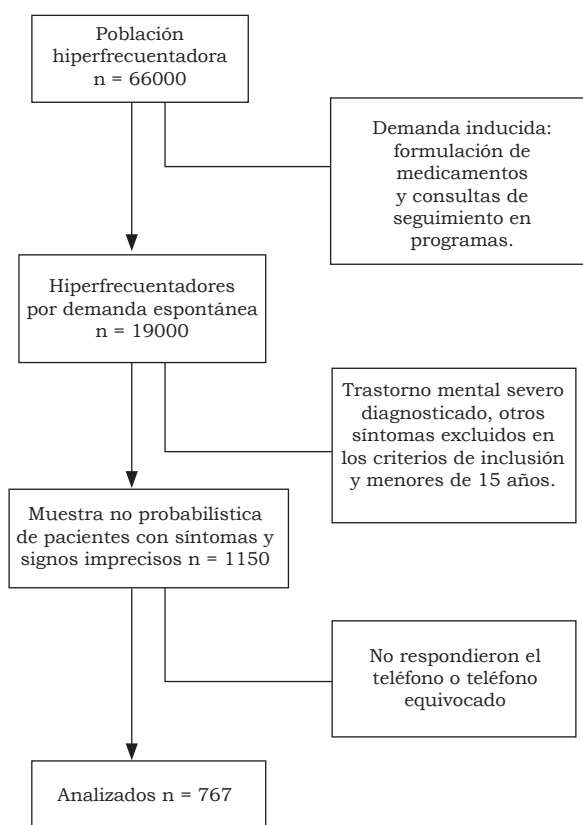 Población
hiperfrecuentadora
n = 66000
Demanda inducida:
formulación de
medicamentos
y consultas de
seguimiento en
programas.
Hiperfrecuentadores
por demanda espontánea
n = 19000
Trastorno mental severo
diagnosticado, otros
síntomas excluidos en
los criterios de inclusión
y menores de 15 años.
Muestra no probabilística
de pacientes con síntomas y
signos imprecisos n = 1150
No respondieron el
teléfono o teléfono
equivocado
Analizados n = 767